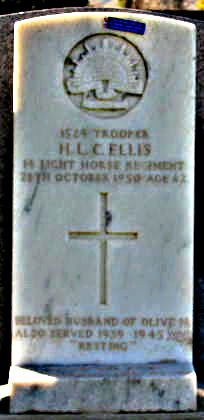 1529 TROOPER
H. L. C. ELLIS
14 LIGHT HORSE REGIMENT
28TH OCTOBER 1950 AGE 62
BELOVED HUSBAND OF OLIVE M.
ALSO SERVED 1939-1945
"RESTING"